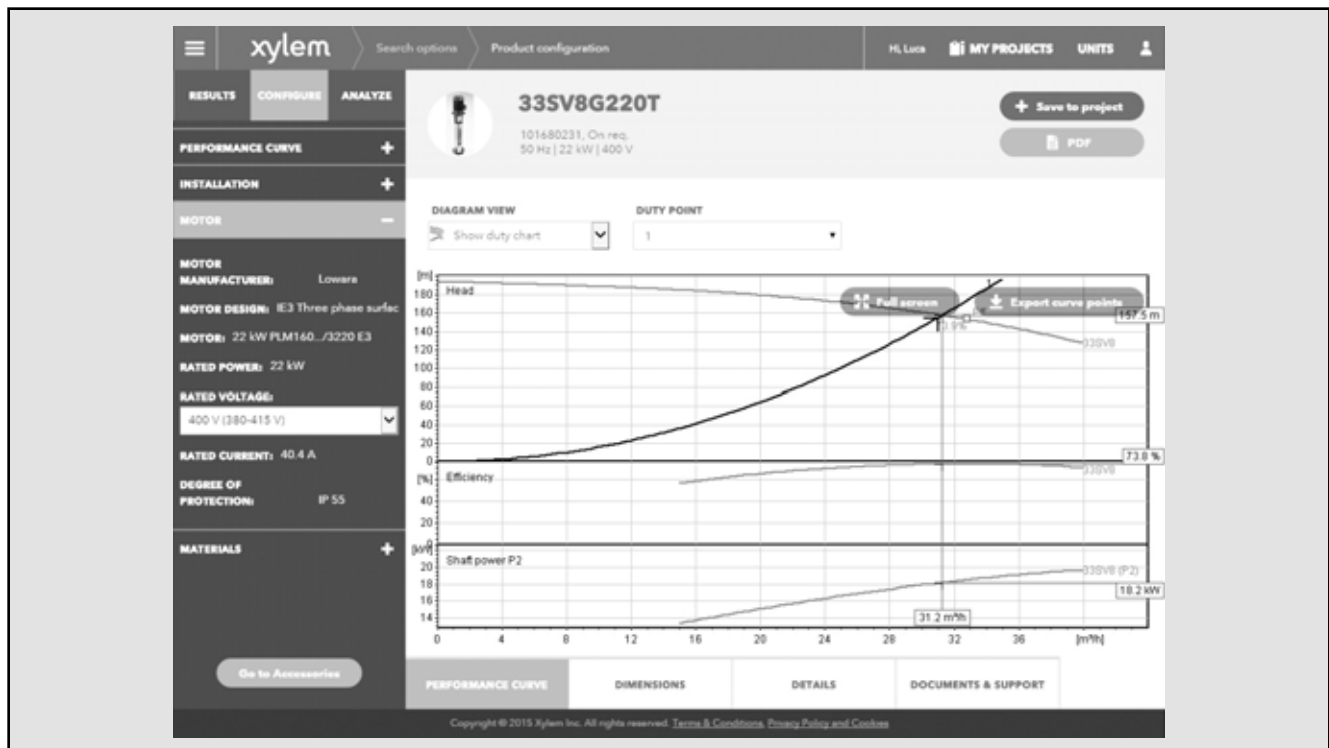 xylem
Search options
Product configuration
Hi, Luca
MY PROJECTS
UNITS
RESULTS
CONFIGURE
ANALYZE
33SV8G220T
101680231, On req,
50 Hz | 22 kW | 400 V
+ Save to project
PDF
PERFORMANCE CURVE +
INSTALLATION +
MOTOR −
MOTOR
MANUFACTURER: Lowara
MOTOR DESIGN: IE3 Three phase surfac
MOTOR: 22 kW PLM160.../3220 E3
RATED POWER: 22 kW
RATED VOLTAGE:
400 V (380-415 V)
RATED CURRENT: 40.4 A
DEGREE OF
PROTECTION: IP 55
MATERIALS +
Go to Accessories
DIAGRAM VIEW
Show duty chart
DUTY POINT
1
[m]
Head
180
160
140
120
100
80
60
40
20
0
Full screen
Export curve points
157.5 m
33SV8
73.8 %
33SV8
[%]
Efficiency
40
20
0
Shaft power P2
20
18
16
14
33SV8 (P2)
18.2 kW
31.2 m³/h
0 4 8 12 16 20 24 28 32 36 [m³/h]
PERFORMANCE CURVE
DIMENSIONS
DETAILS
DOCUMENTS & SUPPORT
Copyright © 2015 Xylem Inc. All rights reserved. Terms & Conditions, Privacy Policy and Cookies